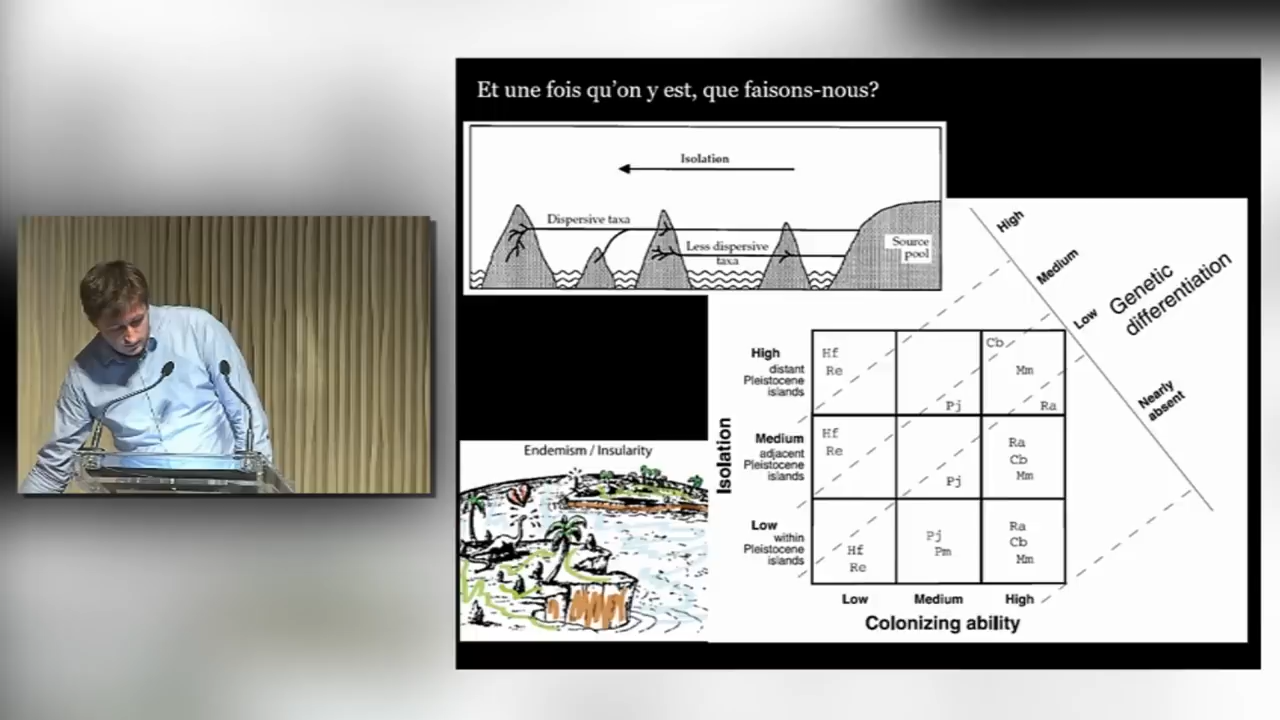 Et une fois qu'on y est, que faisons-nous?
Isolation
Dispersive taxa
Less dispersive
taxa
Source
pool
Endemism / Insularity
High
Medium
Low
Nearly
absent
Genetic
differentiation
Isolation
High
distant
Pleistocene
islands
Hf
Re
Pj
Cb
Mm
Ra
Medium
adjacent
Pleistocene
islands
Hf
Re
Pj
Ra
Cb
Mm
Low
within
Pleistocene
islands
Hf
Re
Pj
Pm
Ra
Cb
Mm
Low
Medium
High
Colonizing ability